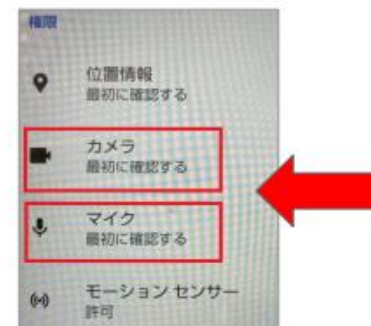 権限
位置情報
最初に確認する
カメラ
最初に確認する
マイク
最初に確認する
モーション センサー
許可